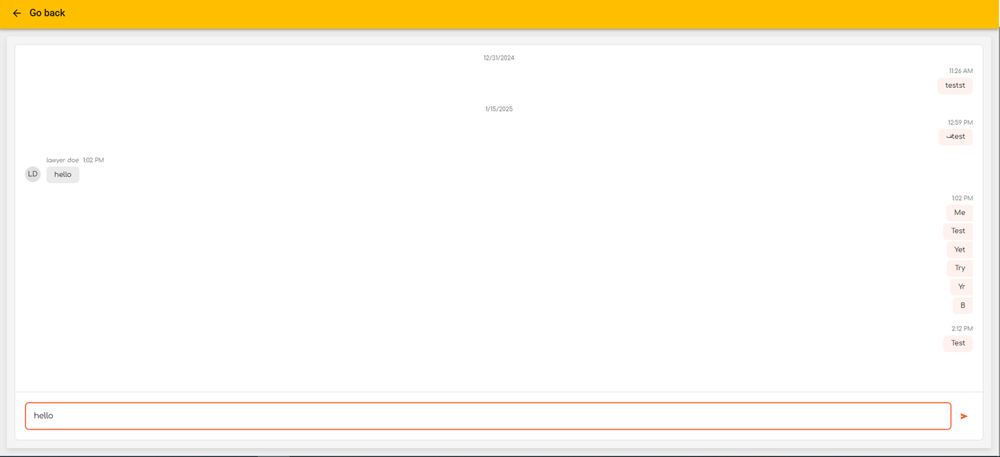 Go back
12/31/2024
11:26 AM
testst
1/15/2025
12:59 PM
test
lawyer doe 1:02 PM
LD
hello
1:02 PM
Me
Test
Yet
Try
Yr
B
2:12 PM
Test
hello